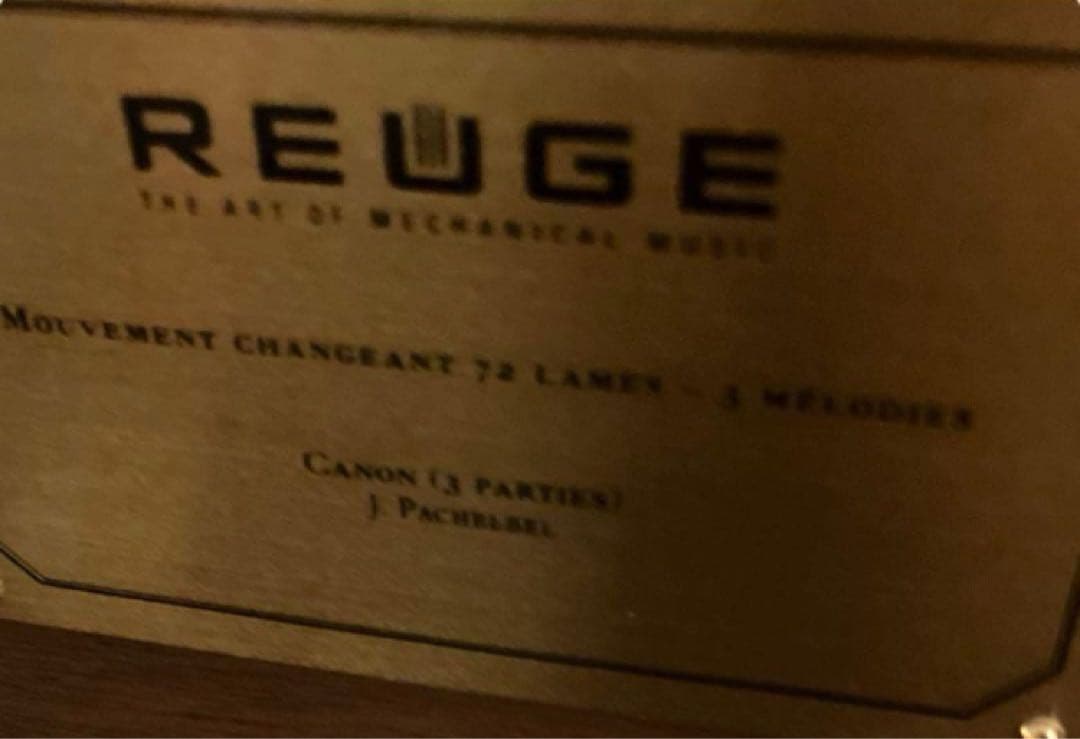 REUGE
THE ART OF MECHANICAL MUSIC
MOUVEMENT CHANGEANT 72 LAMES - 3 MÉLODIES
CANON (3 PARTIES)
J. PACHELBEL